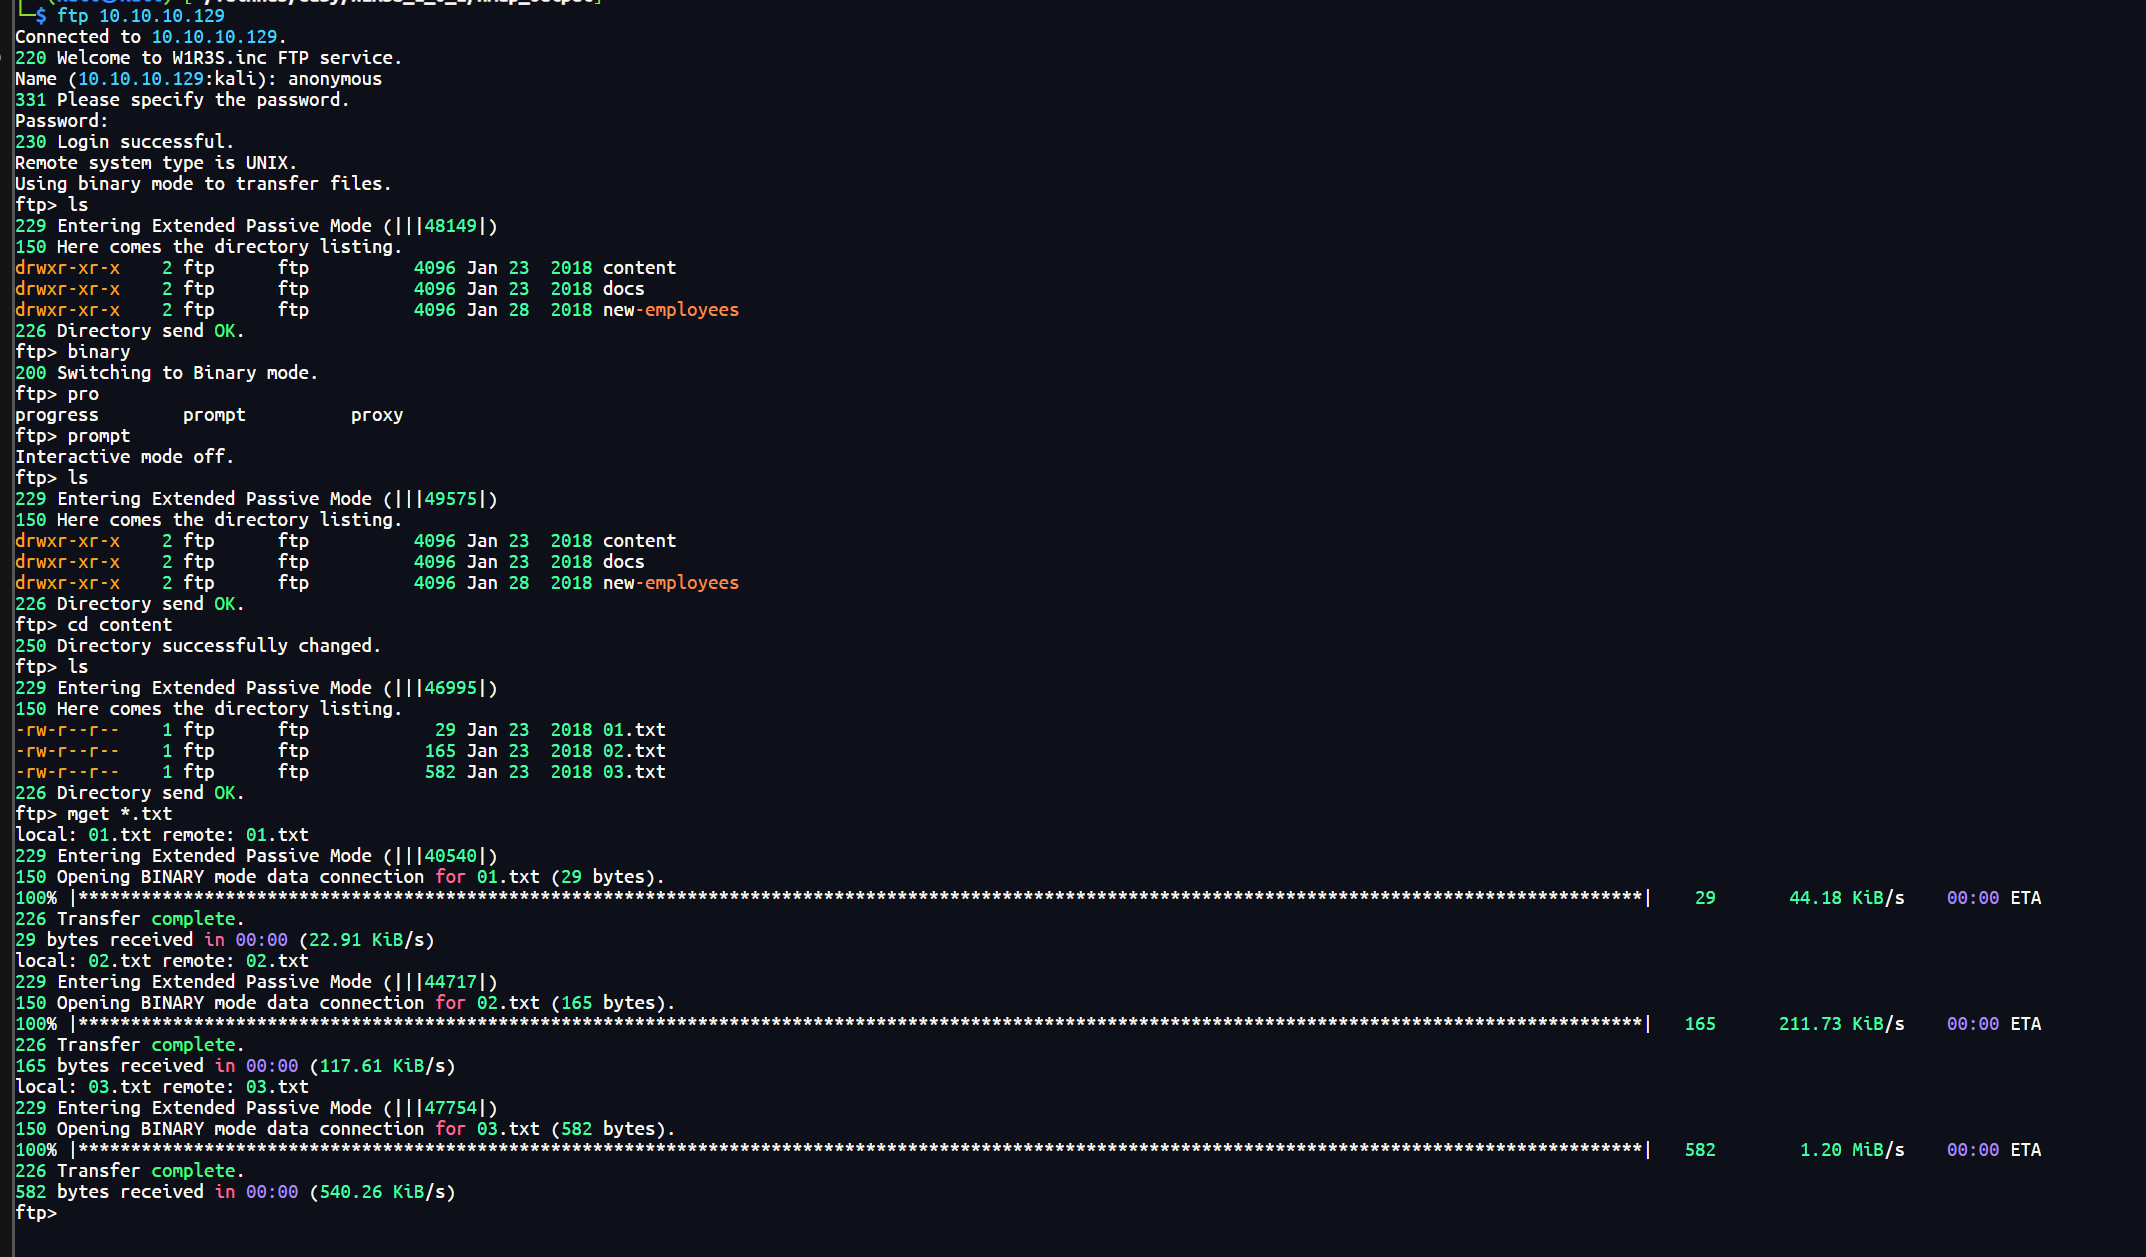 └─$ ftp 10.10.10.129
Connected to 10.10.10.129.
220 Welcome to W1R3S.inc FTP service.
Name (10.10.10.129:kali): anonymous
331 Please specify the password.
Password:
230 Login successful.
Remote system type is UNIX.
Using binary mode to transfer files.
ftp> ls
229 Entering Extended Passive Mode (|||48149|)
150 Here comes the directory listing.
drwxr-xr-x    2 ftp      ftp          4096 Jan 23  2018 content
drwxr-xr-x    2 ftp      ftp          4096 Jan 23  2018 docs
drwxr-xr-x    2 ftp      ftp          4096 Jan 28  2018 new-employees
226 Directory send OK.
ftp> binary
200 Switching to Binary mode.
ftp> pro
progress        prompt          proxy
ftp> prompt
Interactive mode off.
ftp> ls
229 Entering Extended Passive Mode (|||49575|)
150 Here comes the directory listing.
drwxr-xr-x    2 ftp      ftp          4096 Jan 23  2018 content
drwxr-xr-x    2 ftp      ftp          4096 Jan 23  2018 docs
drwxr-xr-x    2 ftp      ftp          4096 Jan 28  2018 new-employees
226 Directory send OK.
ftp> cd content
250 Directory successfully changed.
ftp> ls
229 Entering Extended Passive Mode (|||46995|)
150 Here comes the directory listing.
-rw-r--r--    1 ftp      ftp            29 Jan 23  2018 01.txt
-rw-r--r--    1 ftp      ftp           165 Jan 23  2018 02.txt
-rw-r--r--    1 ftp      ftp           582 Jan 23  2018 03.txt
226 Directory send OK.
ftp> mget *.txt
local: 01.txt remote: 01.txt
229 Entering Extended Passive Mode (|||40540|)
150 Opening BINARY mode data connection for 01.txt (29 bytes).
100% |*****************************************************************************************************************************************************|    29       44.18 KiB/s    00:00 ETA
226 Transfer complete.
29 bytes received in 00:00 (22.91 KiB/s)
local: 02.txt remote: 02.txt
229 Entering Extended Passive Mode (|||44717|)
150 Opening BINARY mode data connection for 02.txt (165 bytes).
100% |*****************************************************************************************************************************************************|   165      211.73 KiB/s    00:00 ETA
226 Transfer complete.
165 bytes received in 00:00 (117.61 KiB/s)
local: 03.txt remote: 03.txt
229 Entering Extended Passive Mode (|||47754|)
150 Opening BINARY mode data connection for 03.txt (582 bytes).
100% |*****************************************************************************************************************************************************|   582        1.20 MiB/s    00:00 ETA
226 Transfer complete.
582 bytes received in 00:00 (540.26 KiB/s)
ftp>